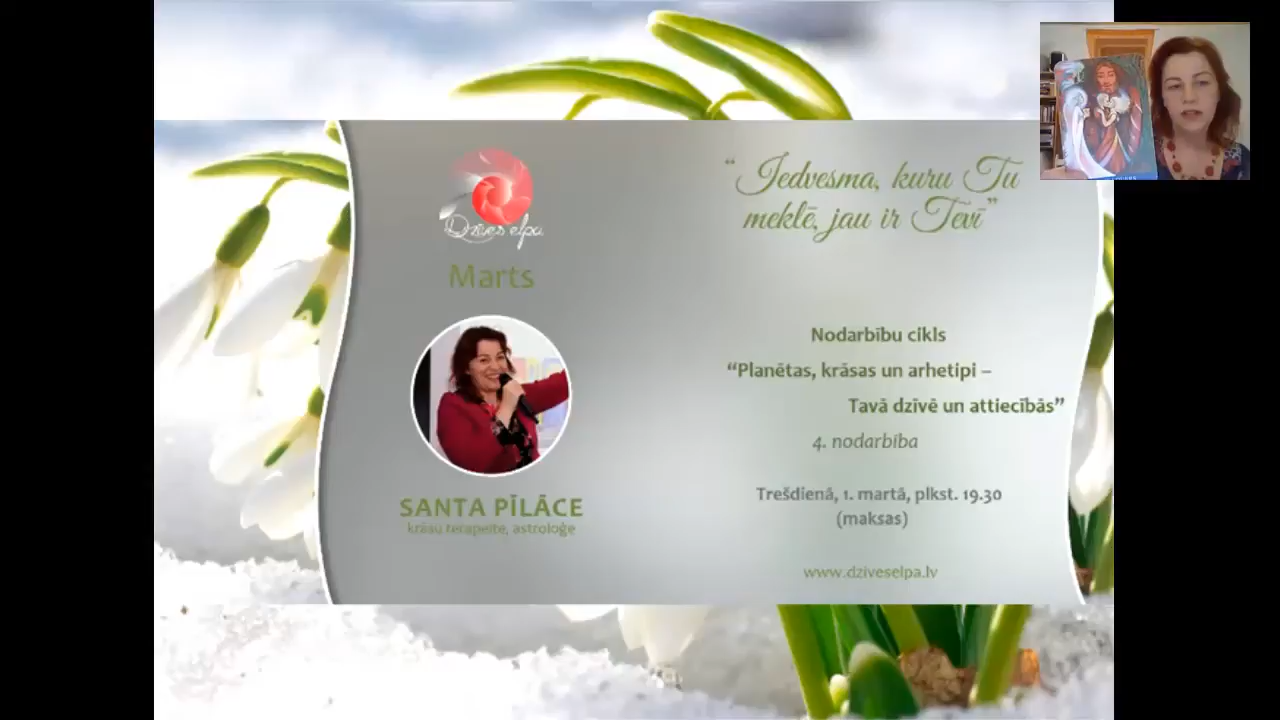 Dzīves elpa
Marts
SANTA PĪLĀCE
krāsu terapeite, astroloģe
“Iedvesma, kuru Tu
meklē, jau ir Tevī”
Nodarbību cikls
“Planētas, krāsas un arhetipi –
Tavā dzīvē un attiecībās”
4. nodarbība
Trešdienā, 1. martā, plkst. 19.30
(maksas)
www.dziveselpa.lv